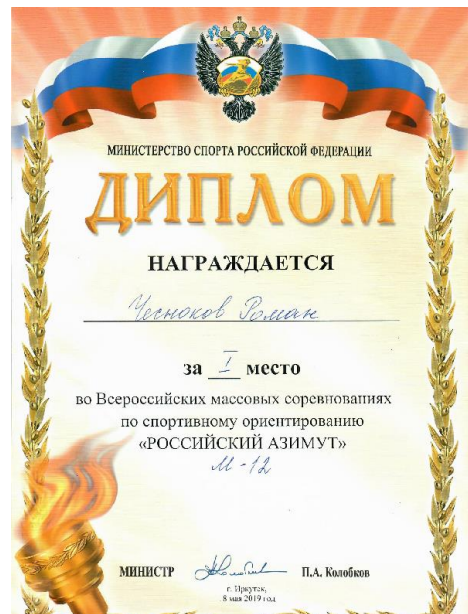 МИНИСТЕРСТВО СПОРТА РОССИЙСКОЙ ФЕДЕРАЦИИ
ДИПЛОМ
НАГРАЖДАЕТСЯ
Чесноков Роман
за I место
во Всероссийских массовых соревнованиях
по спортивному ориентированию
«РОССИЙСКИЙ АЗИМУТ»
М-12
МИНИСТР П.А. Колобков
г. Иркутск,
8 мая 2019 год